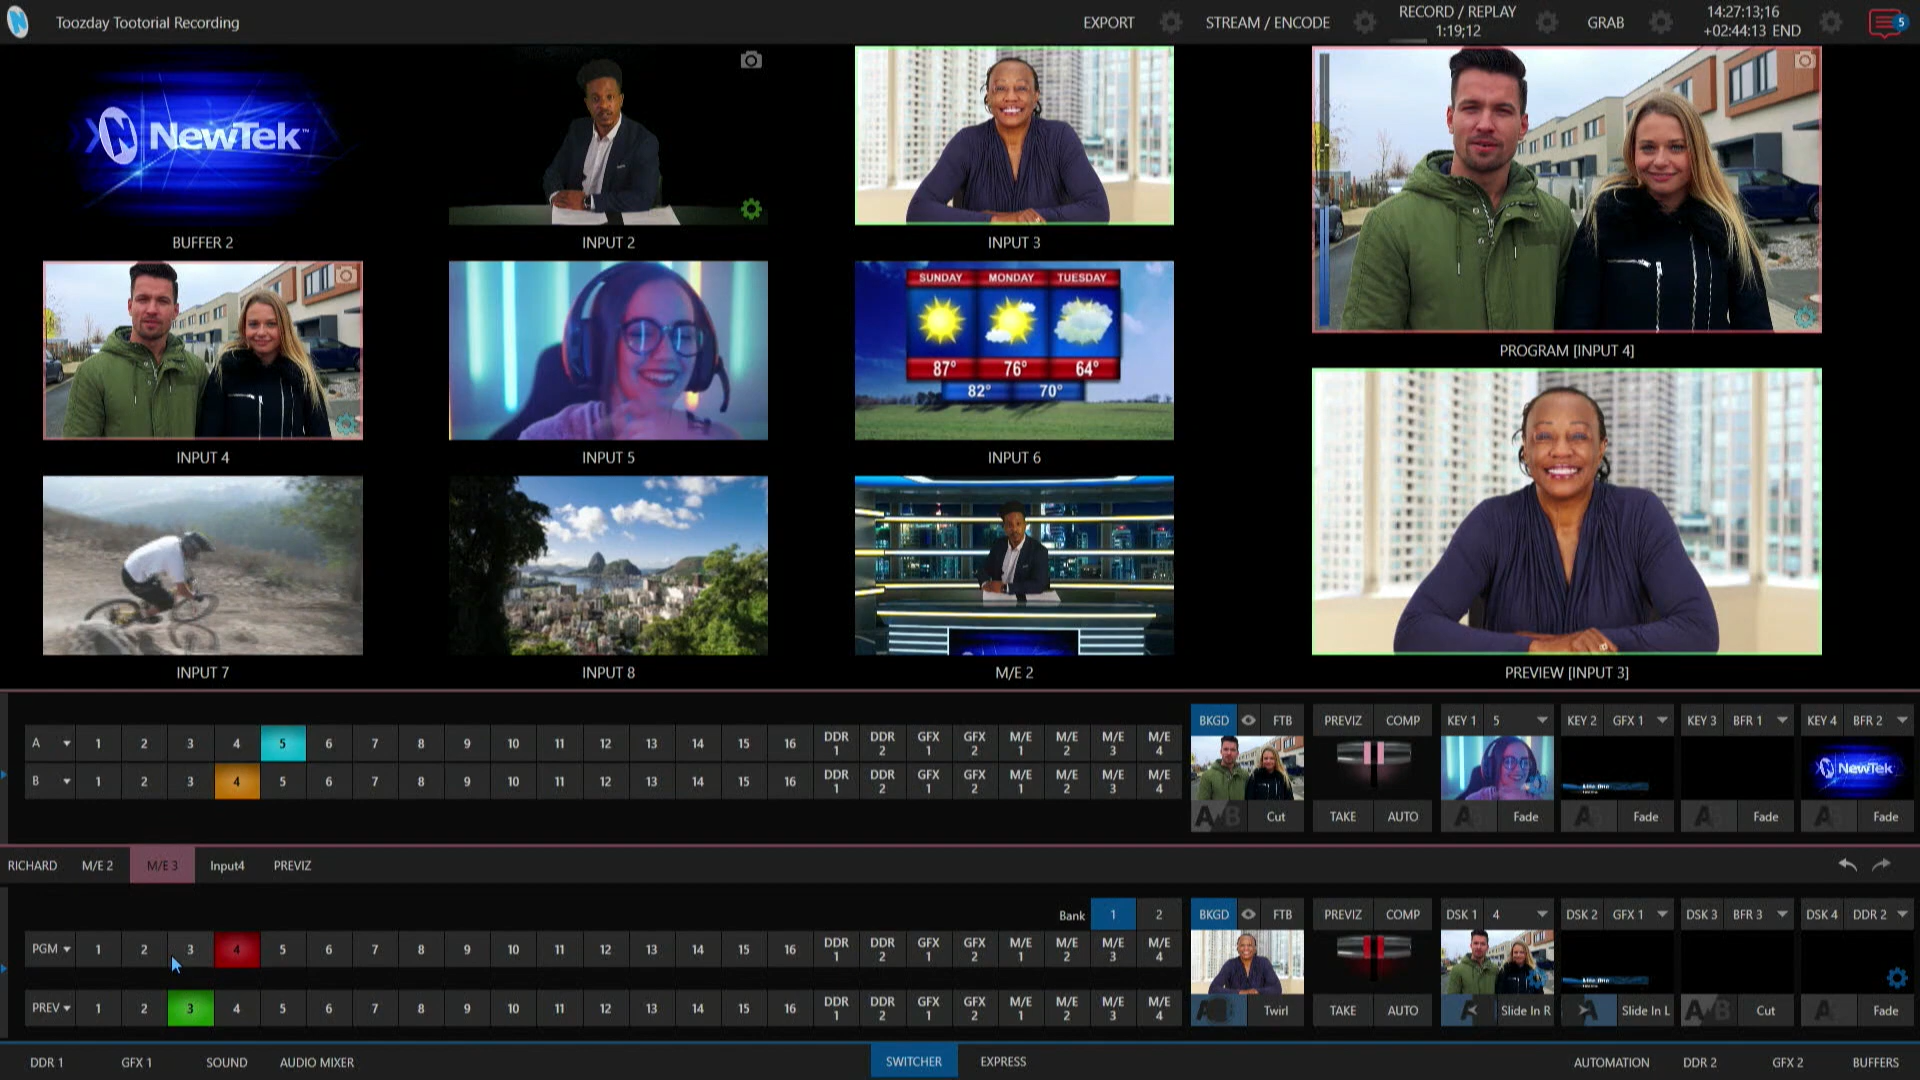 Toozday Tootorial Recording
EXPORT
STREAM / ENCODE
RECORD / REPLAY
1:19;12
GRAB
14:27:13;16
+02:44:13 END
5
NewTek™
BUFFER 2
INPUT 2
INPUT 3
INPUT 4
INPUT 5
SUNDAY MONDAY TUESDAY
87° 76° 64°
82° 70°
INPUT 6
INPUT 7
INPUT 8
M/E 2
PROGRAM [INPUT 4]
PREVIEW [INPUT 3]
A 1 2 3 4 5 6 7 8 9 10 11 12 13 14 15 16 DDR 1 DDR 2 GFX 1 GFX 2 M/E 1 M/E 2 M/E 3 M/E 4
B 1 2 3 4 5 6 7 8 9 10 11 12 13 14 15 16 DDR 1 DDR 2 GFX 1 GFX 2 M/E 1 M/E 2 M/E 3 M/E 4
BKGD FTB PREVIZ COMP KEY 1 5 KEY 2 GFX 1 KEY 3 BFR 1 KEY 4 BFR 2
NewTek
Cut TAKE AUTO Fade Fade Fade Fade
RICHARD M/E 2 M/E 3 Input4 PREVIZ
Bank 1 2
BKGD FTB PREVIZ COMP DSK 1 4 DSK 2 GFX 1 DSK 3 BFR 3 DSK 4 DDR 2
PGM 1 2 3 4 5 6 7 8 9 10 11 12 13 14 15 16 DDR 1 DDR 2 GFX 1 GFX 2 M/E 1 M/E 2 M/E 3 M/E 4
PREV 1 2 3 4 5 6 7 8 9 10 11 12 13 14 15 16 DDR 1 DDR 2 GFX 1 GFX 2 M/E 1 M/E 2 M/E 3 M/E 4
Twirl TAKE AUTO Slide In R Slide In L Cut Fade
DDR 1 GFX 1 SOUND AUDIO MIXER SWITCHER EXPRESS AUTOMATION DDR 2 GFX 2 BUFFERS